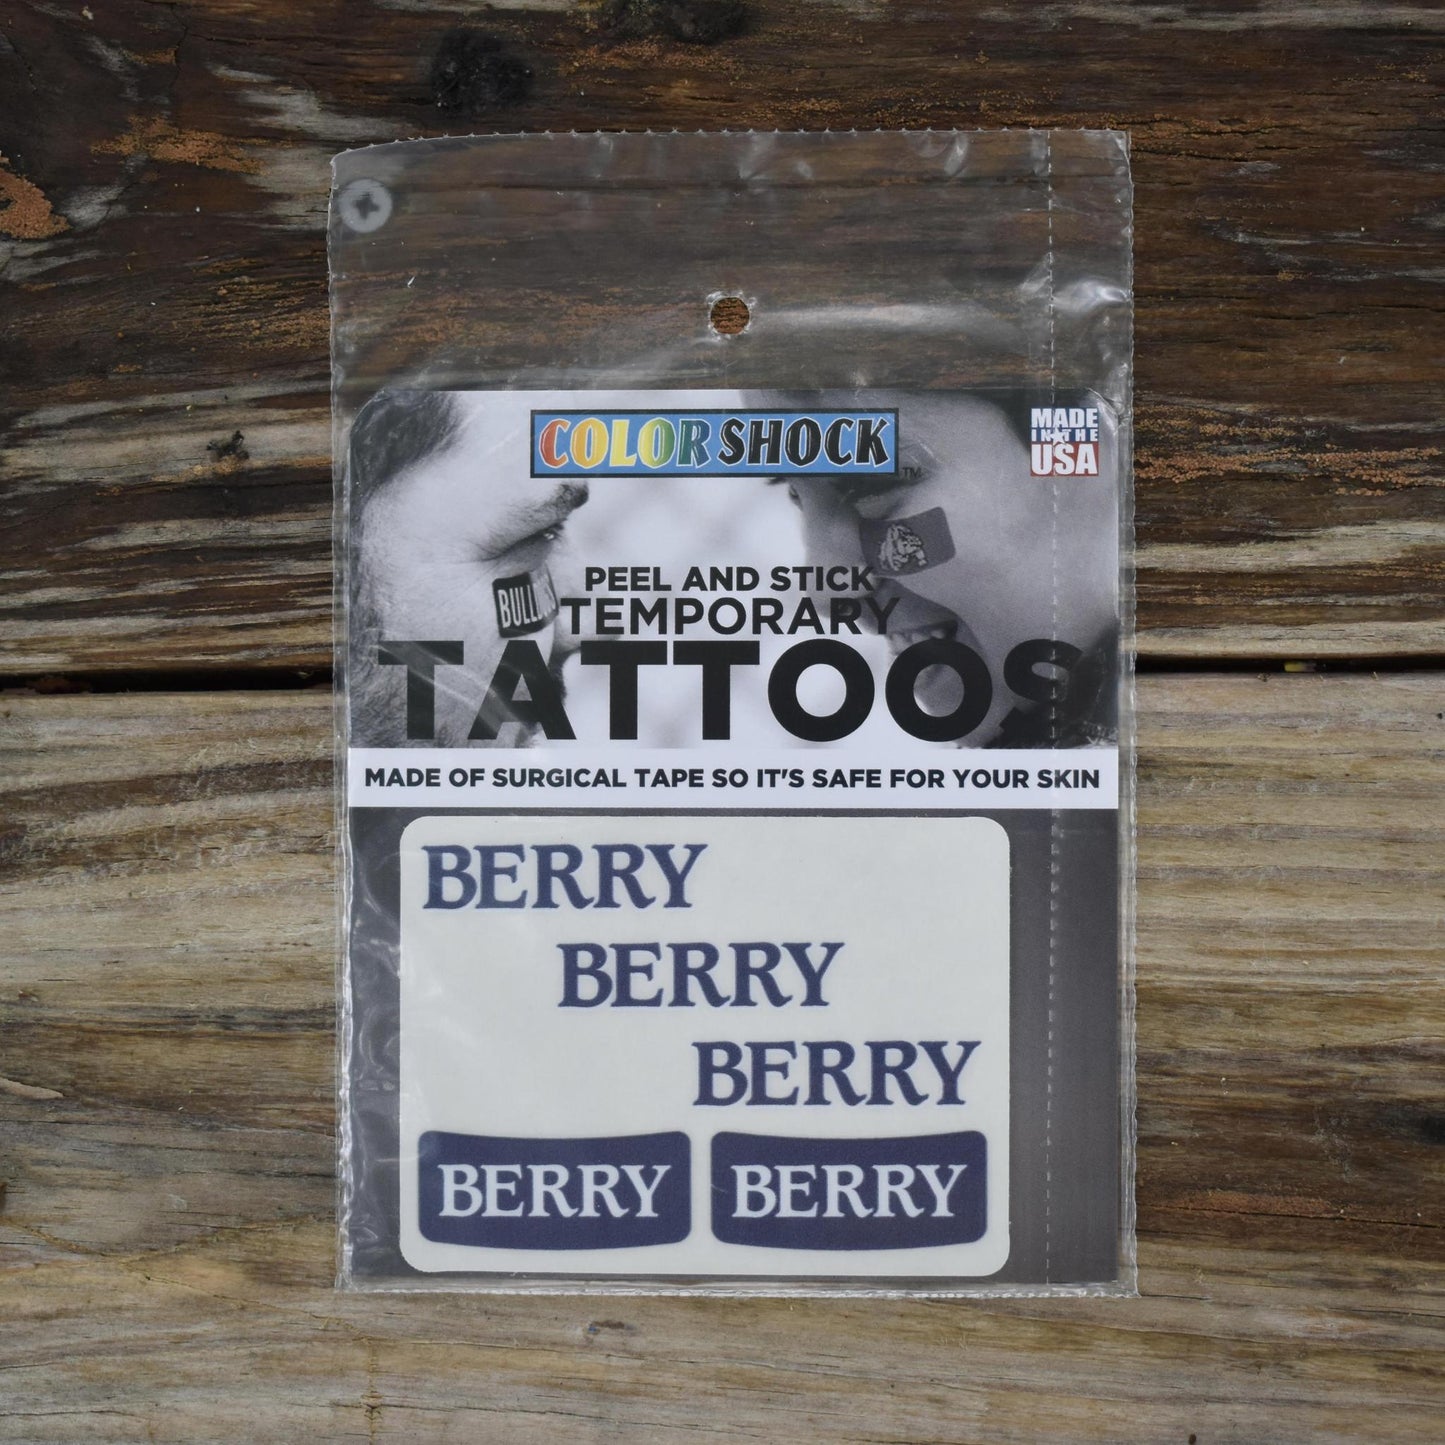 COLOR SHOCK™
MADE
IN THE
USA
PEEL AND STICK
TEMPORARY
TATTOOS
MADE OF SURGICAL TAPE SO IT'S SAFE FOR YOUR SKIN
BERRY
BERRY
BERRY
BERRY BERRY